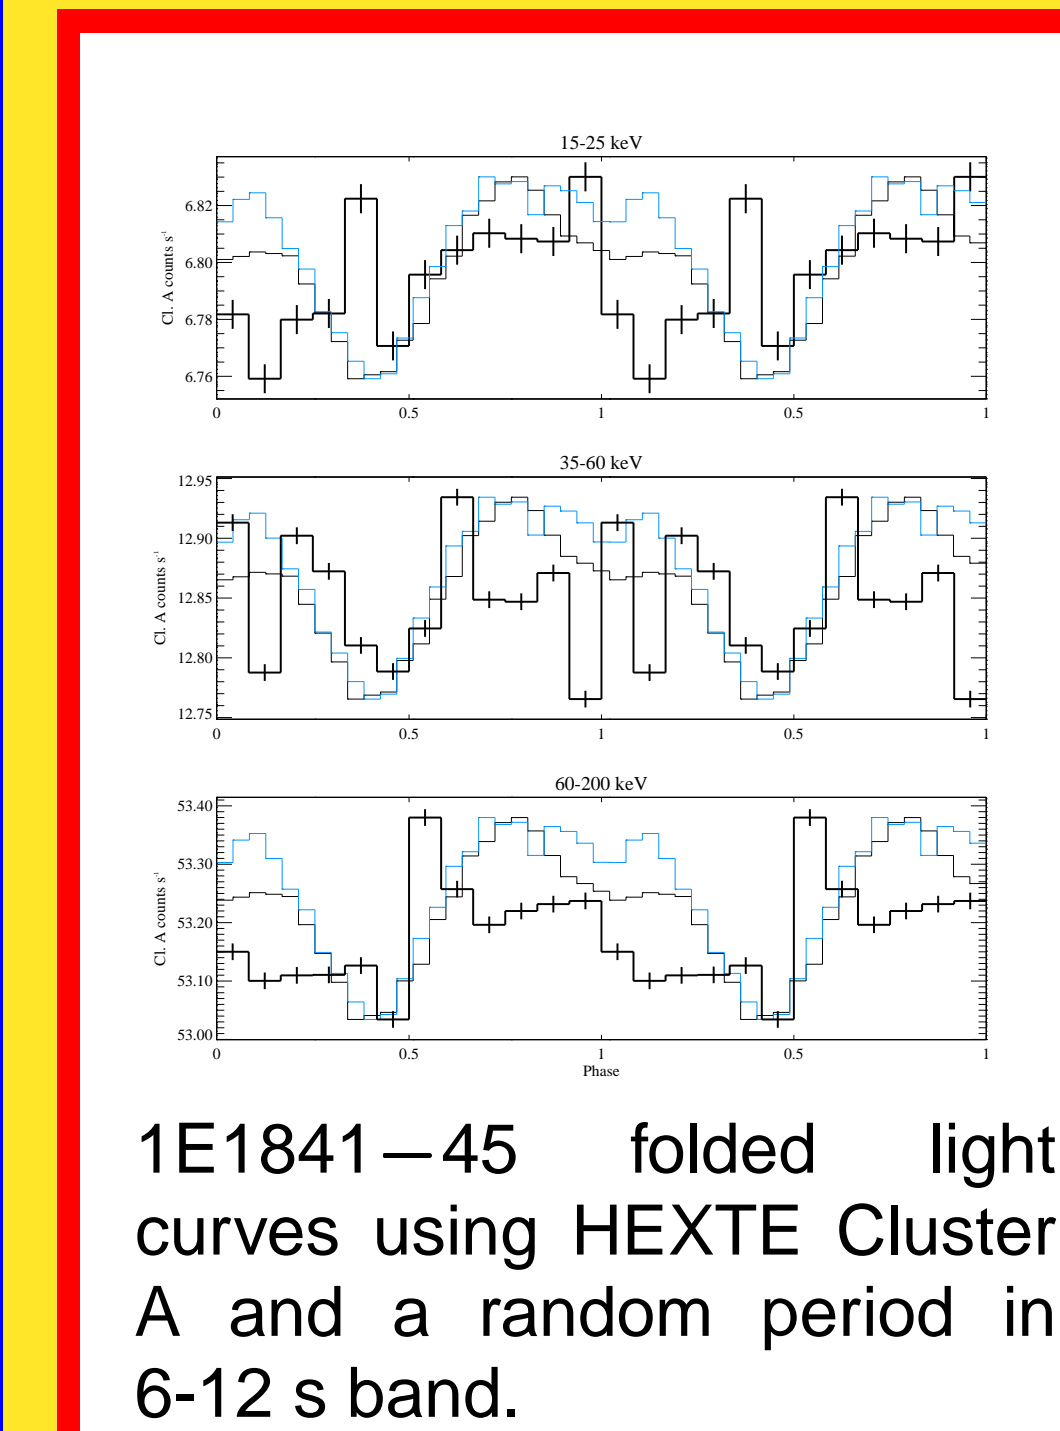 15-25 keV
6.82
6.80
6.78
6.76
Cl. A counts s-1
0 0.5 1 0.5 1
35-60 keV
12.95
12.90
12.85
12.80
12.75
Cl. A counts s-1
0 0.5 1 0.5 1
60-200 keV
53.40
53.30
53.20
53.10
53.00
Cl. A counts s-1
0 0.5 1 0.5 1
Phase
1E1841—45 folded light
curves using HEXTE Cluster
A and a random period in
6-12 s band.